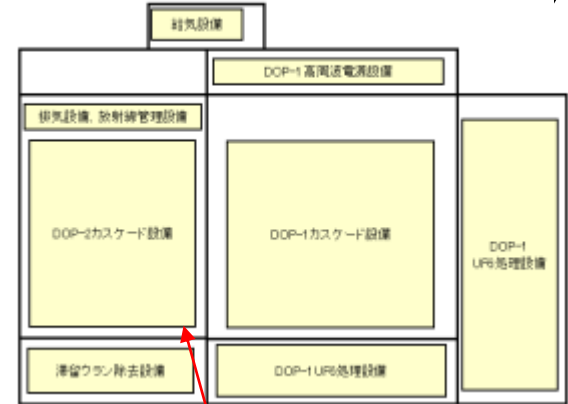 給気設備
DOP-1 高周波電源設備
排気設備, 放射線管理設備
DOP-2カスケード設備
DOP-1カスケード設備
DOP-1
UF6処理設備
滞留ウラン除去設備
DOP-1 UF6処理設備